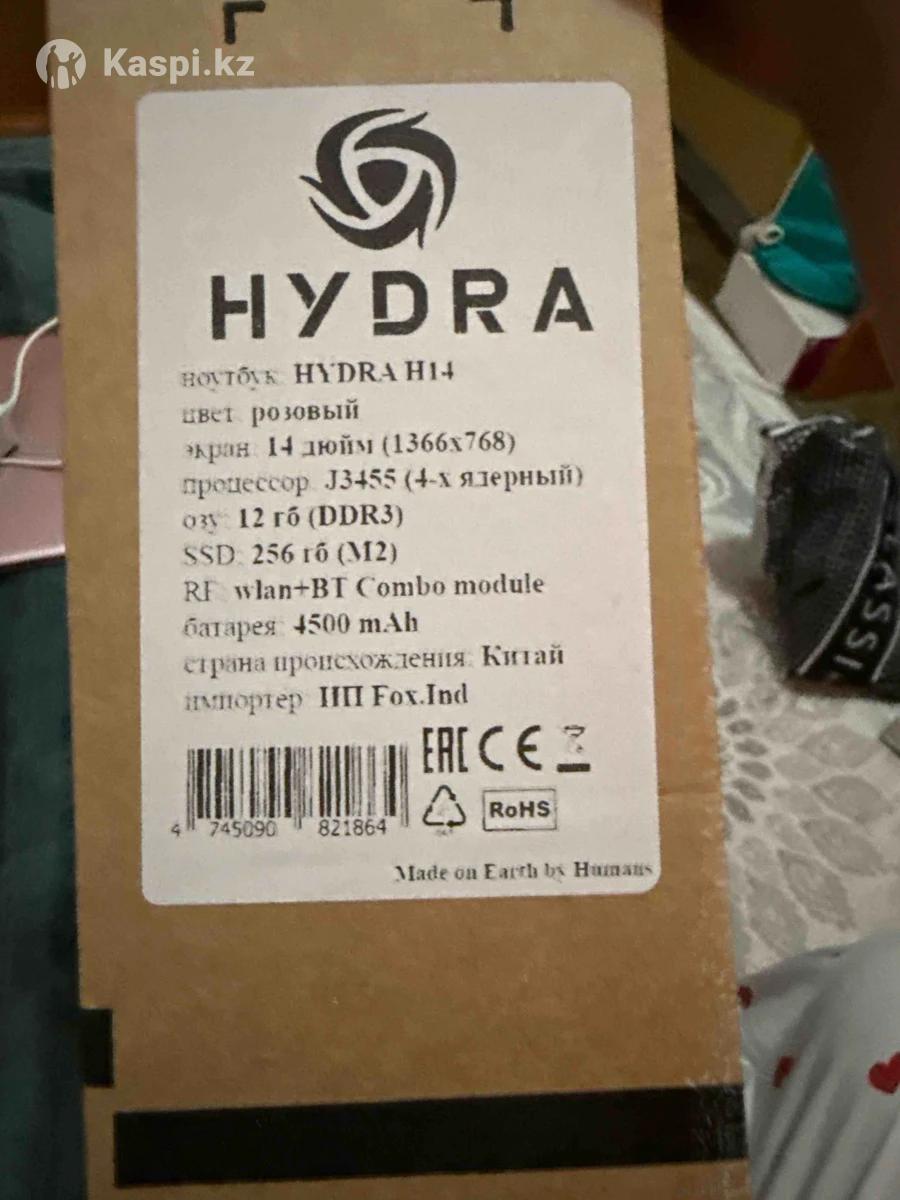 Kaspi.kz
HYDRA
ноутбук: HYDRA H14
цвет: розовый
экран: 14 дюйм (1366x768)
процессор: J3455 (4-х ядерный)
озу: 12 гб (DDR3)
SSD: 256 гб (M2)
RF: wlan+BT Combo module
батарея: 4500 mAh
страна происхождения: Китай
импортер: ИП Fox.Ind
EAC CE
4 745090 821864
RoHS
Made on Earth by Humans